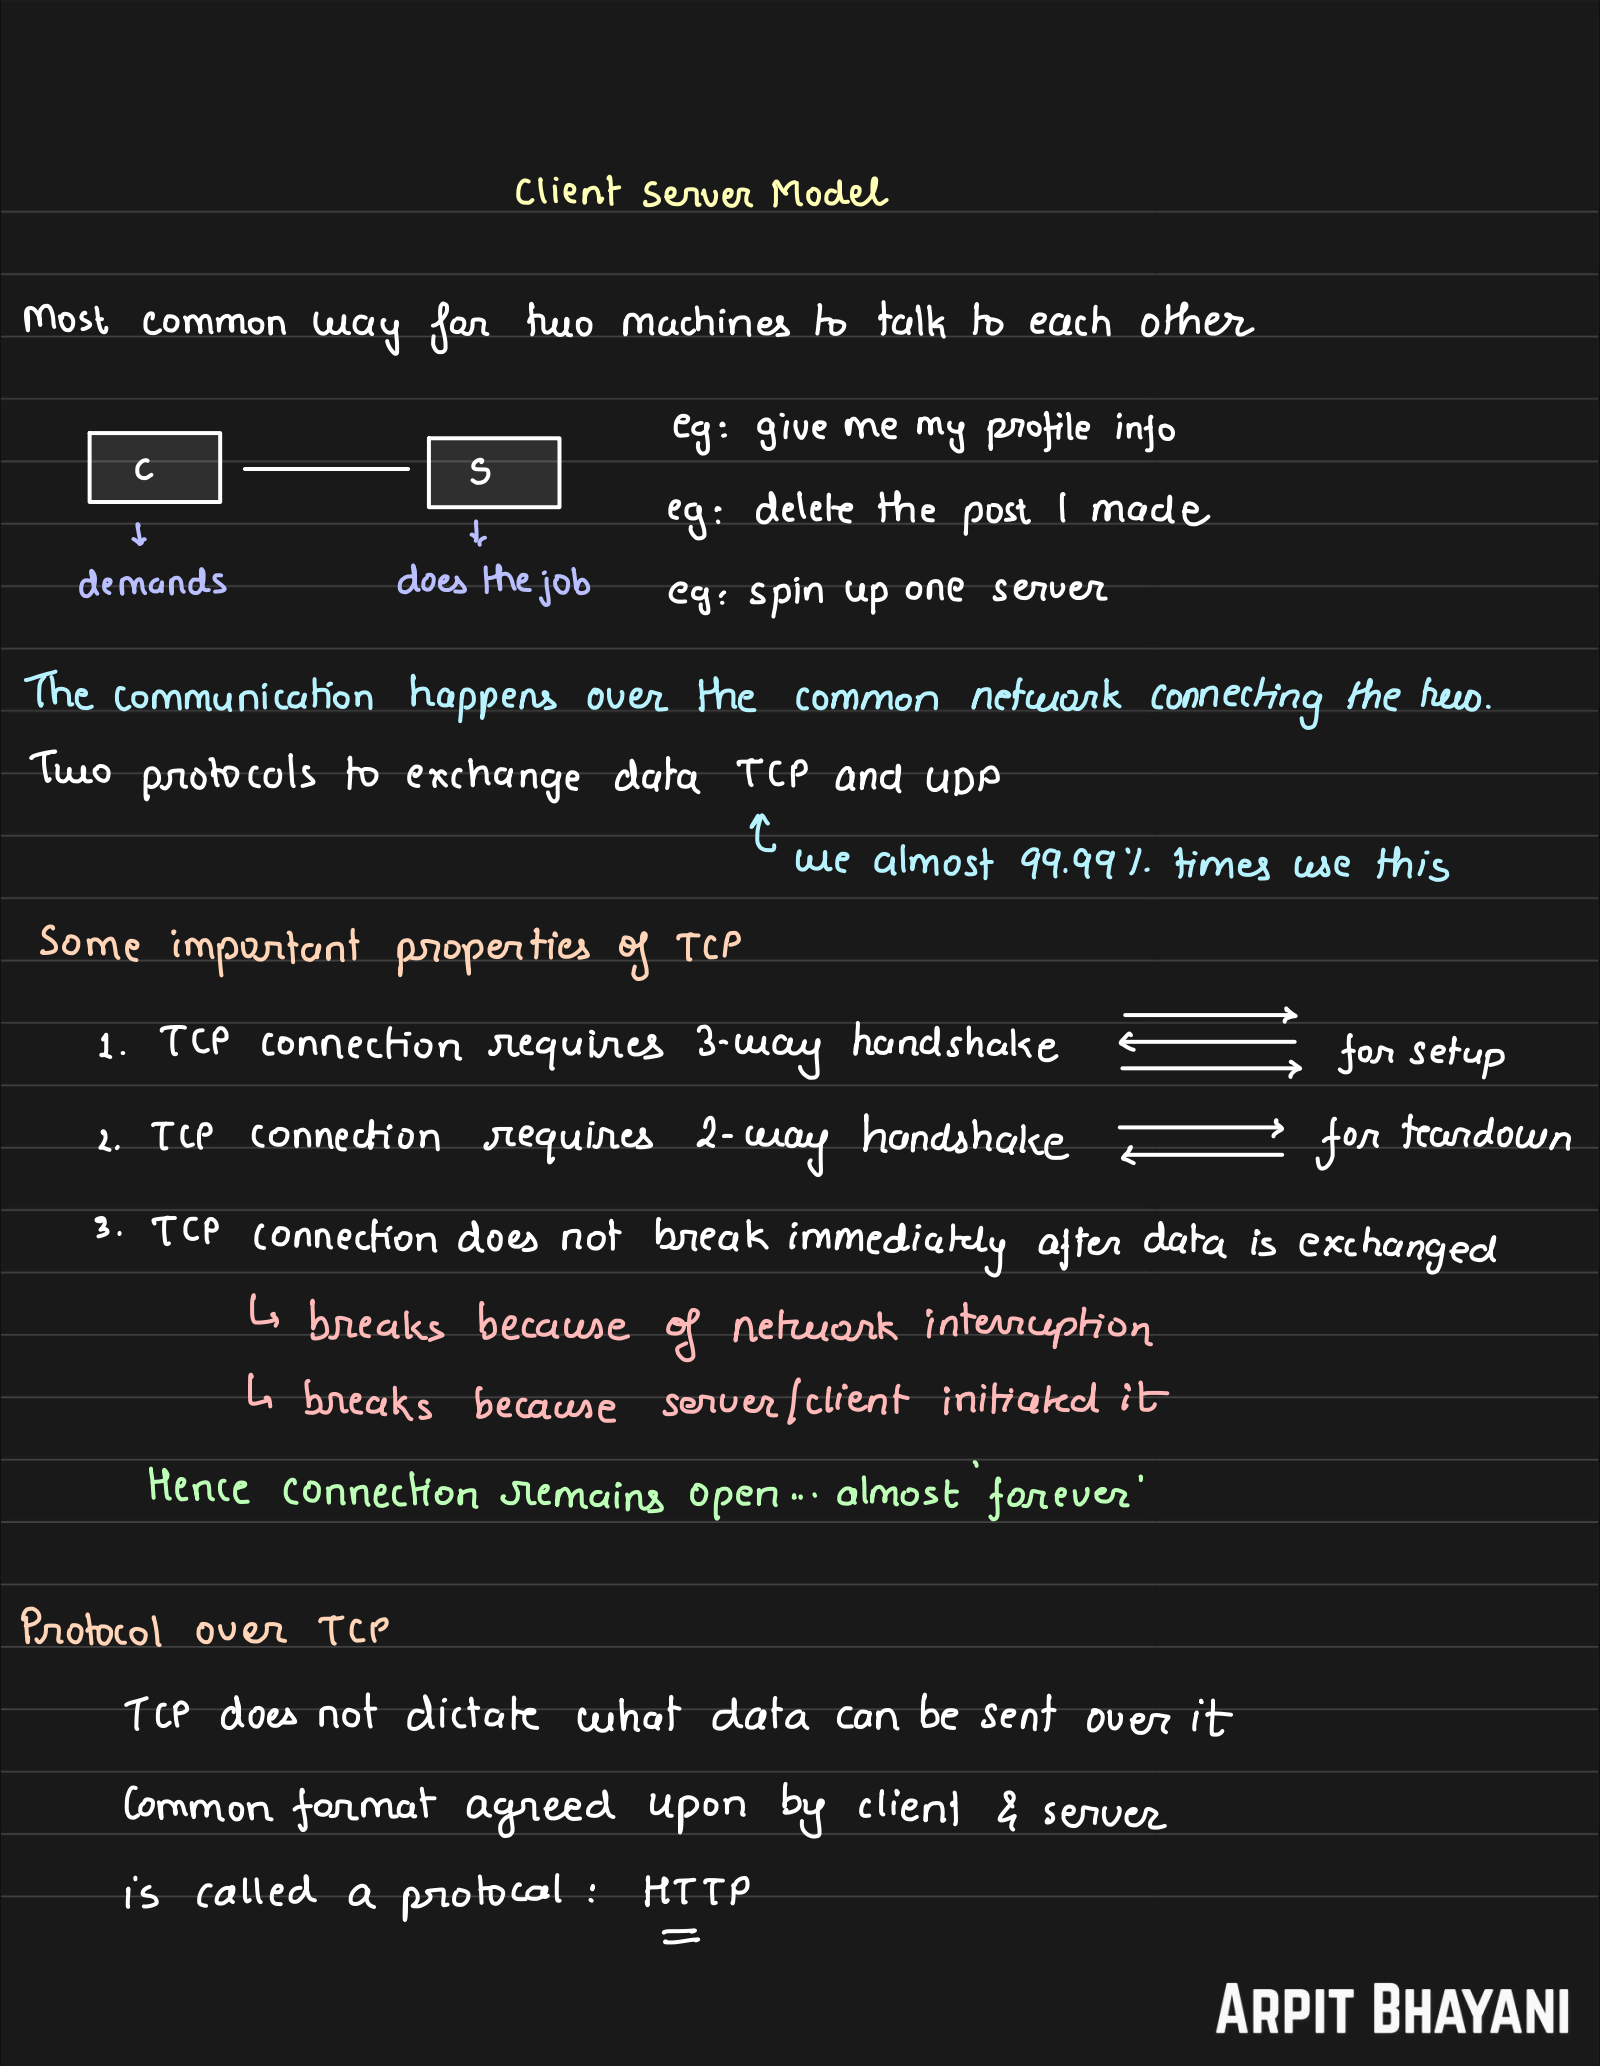 Client Server Model
Most common way for two machines to talk to each other
C S
demands does the job
eg: give me my profile info
eg: delete the post I made
eg: spin up one server
The communication happens over the common network connecting the two.
Two protocols to exchange data TCP and UDP
we almost 99.99% times use this
Some important properties of TCP
1. TCP connection requires 3-way handshake for setup
2. TCP connection requires 2-way handshake for teardown
3. TCP connection does not break immediately after data is exchanged
↳ breaks because of network interruption
↳ breaks because server/client initiated it
Hence connection remains open... almost 'forever'
Protocol over TCP
TCP does not dictate what data can be sent over it
Common format agreed upon by client & server
is called a protocol: HTTP
ARPIT BHAYANI